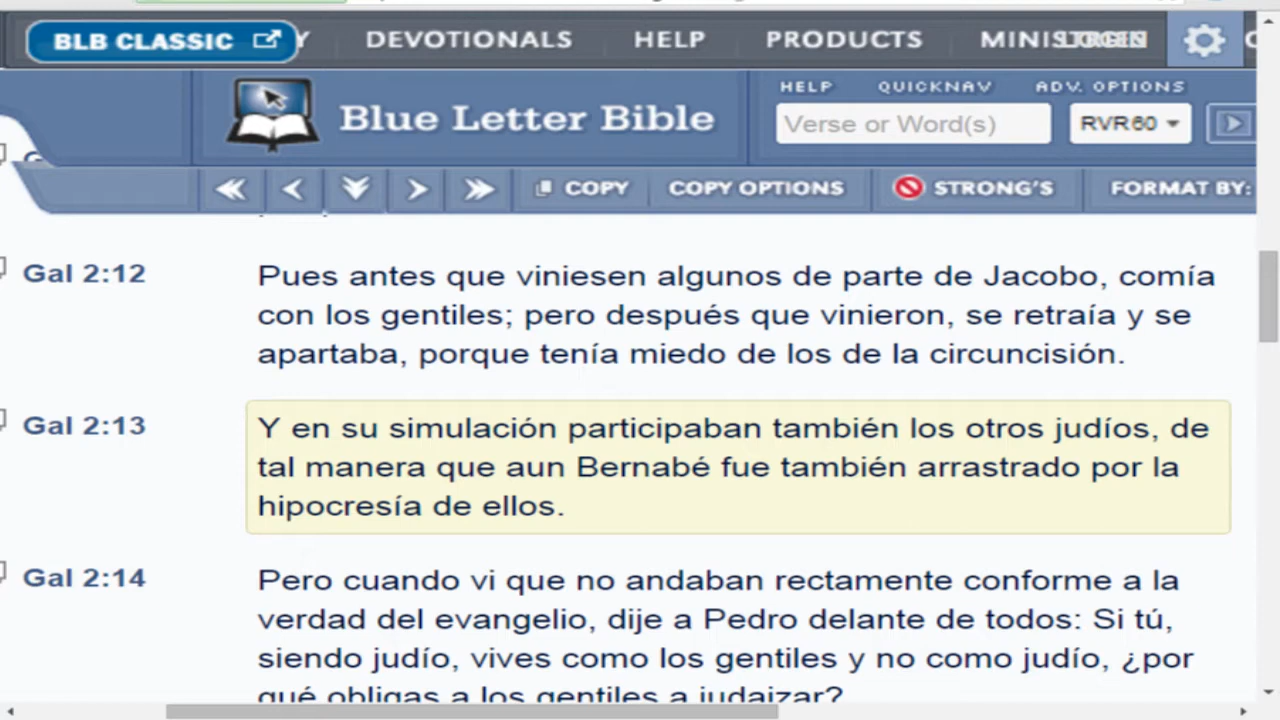 BLB CLASSIC
DEVOTIONALS
HELP
PRODUCTS
Blue Letter Bible
HELP QUICKNAV ADV. OPTIONS
Verse or Word(s)
RVR60
COPY
COPY OPTIONS
STRONG'S
FORMAT BY:
Gal 2:12
Pues antes que viniesen algunos de parte de Jacobo, comía
con los gentiles; pero después que vinieron, se retraía y se
apartaba, porque tenía miedo de los de la circuncisión.
Gal 2:13
Y en su simulación participaban también los otros judíos, de
tal manera que aun Bernabé fue también arrastrado por la
hipocresía de ellos.
Gal 2:14
Pero cuando vi que no andaban rectamente conforme a la
verdad del evangelio, dije a Pedro delante de todos: Si tú,
siendo judío, vives como los gentiles y no como judío, ¿por
qué obligas a los gentiles a judaizar?